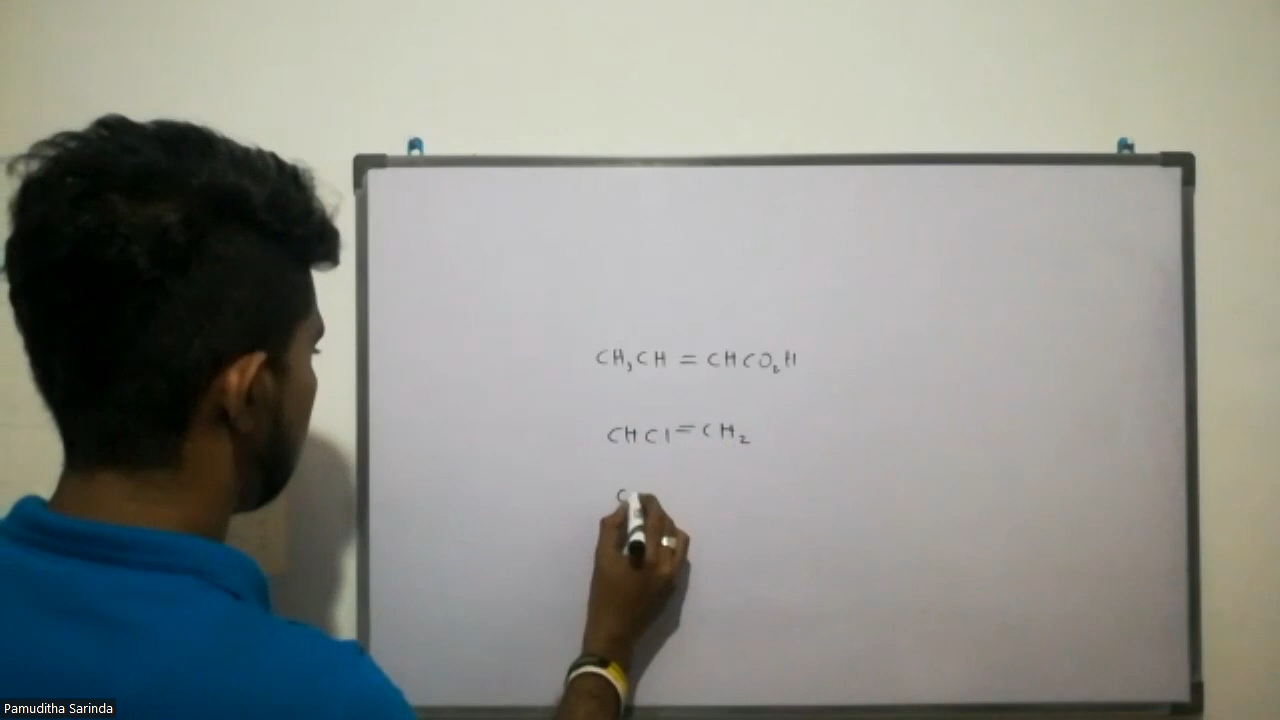 CH₃CH = CHCO₂H
CHCl = CH₂
C
Pamuditha Sarinda